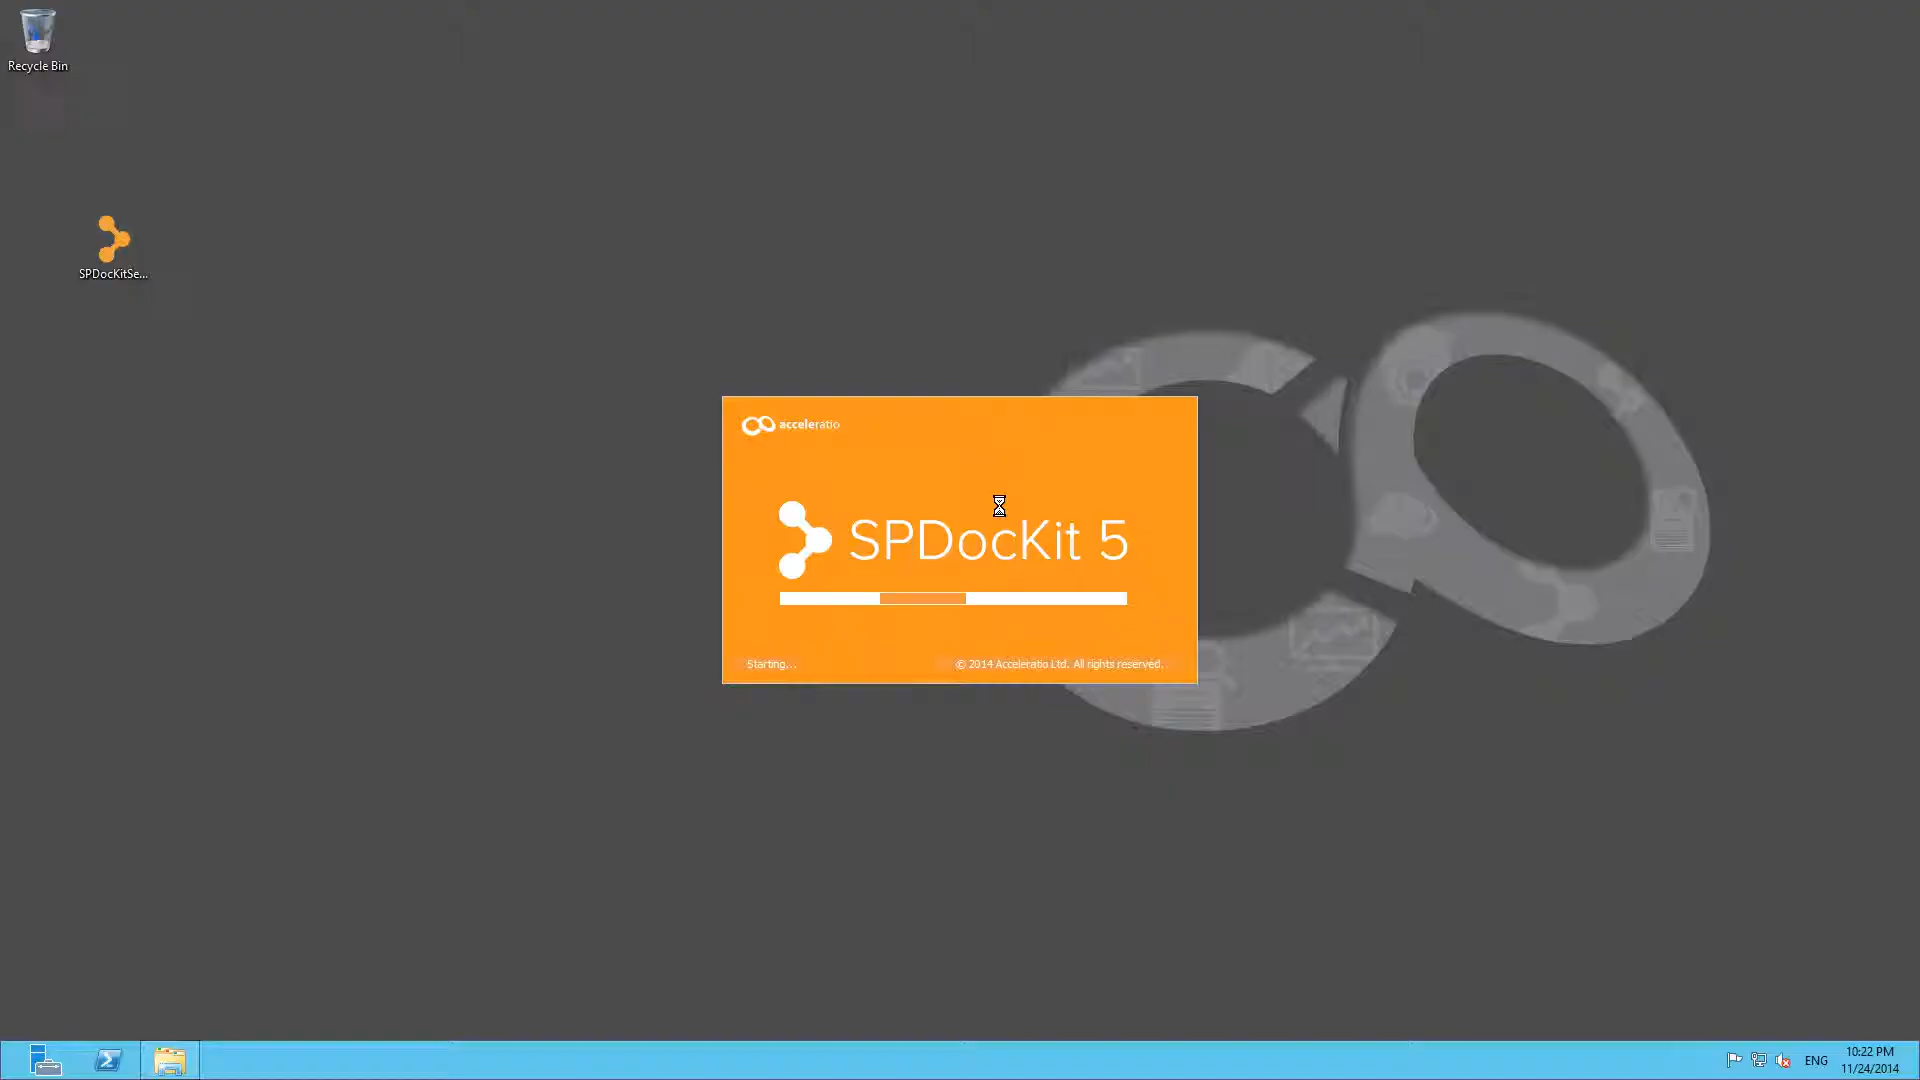 Recycle Bin
SPDocKitSe...
acceleratio
SPDocKit 5
Starting...
© 2014 Acceleratio Ltd. All rights reserved.
ENG
10:22 PM
11/24/2014